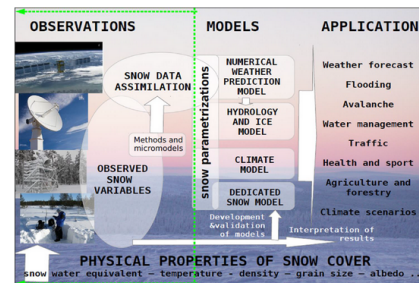 OBSERVATIONS
MODELS
APPLICATION
SNOW DATA
ASSIMILATION
Methods and
micromodels
OBSERVED
SNOW
VARIABLES
snow parametrizations
NUMERICAL
WEATHER
PREDICTION
MODEL
HYDROLOGY
AND ICE
MODEL
CLIMATE
MODEL
DEDICATED
SNOW MODEL
Development
&validation
of models
Weather forecast
Flooding
Avalanche
Water management
Traffic
Health and sport
Agriculture and
forestry
Climate scenarios
Interpretation of
results
PHYSICAL PROPERTIES OF SNOW COVER
snow water equivalent – temperature - density – grain size – albedo ..